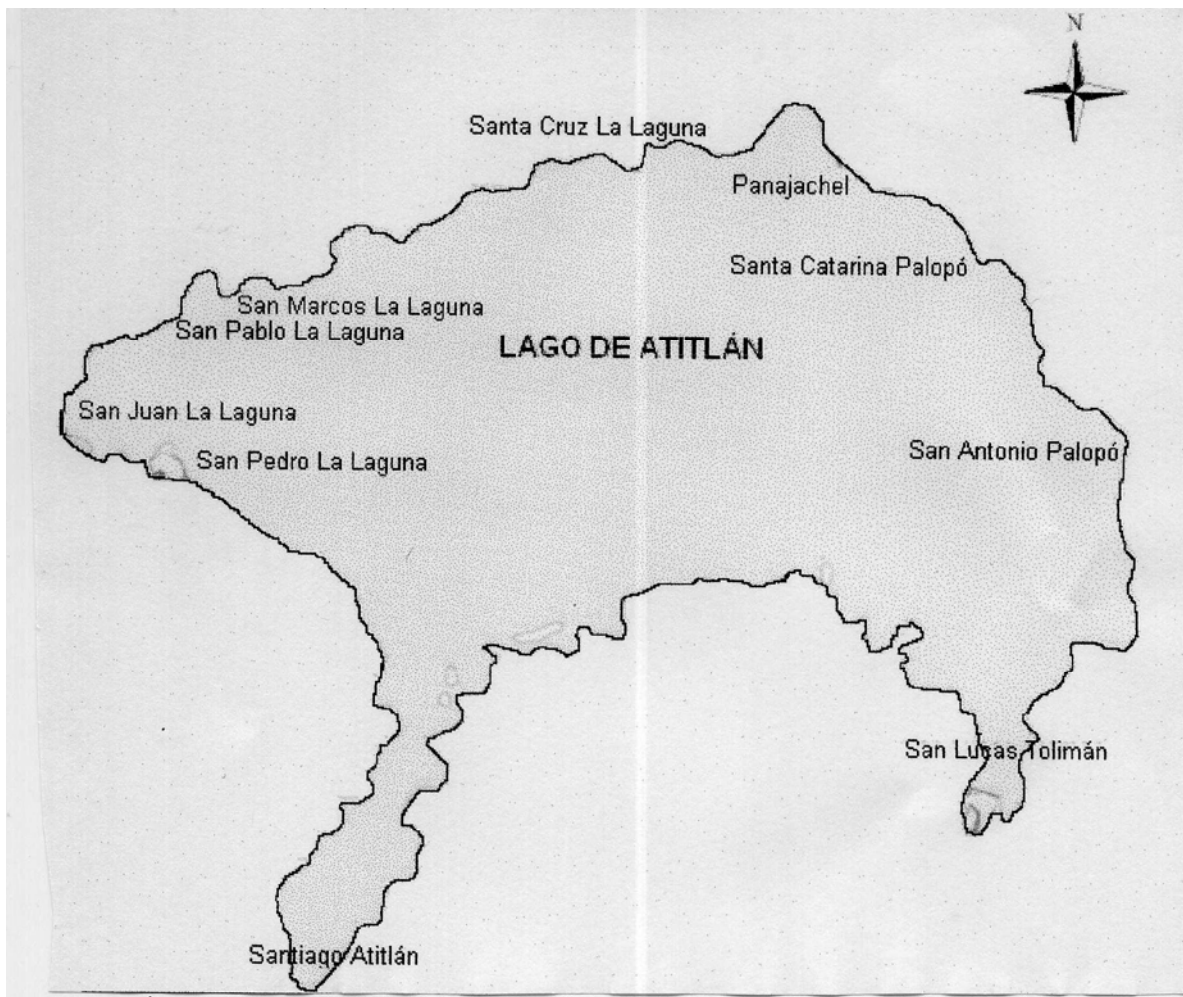 N
Santa Cruz La Laguna
Panajachel
Santa Catarina Palopó
San Marcos La Laguna
San Pablo La Laguna
LAGO DE ATITLÁN
San Juan La Laguna
San Antonio Palopó
San Pedro La Laguna
San Lucas Tolimán
Santiago Atitlán